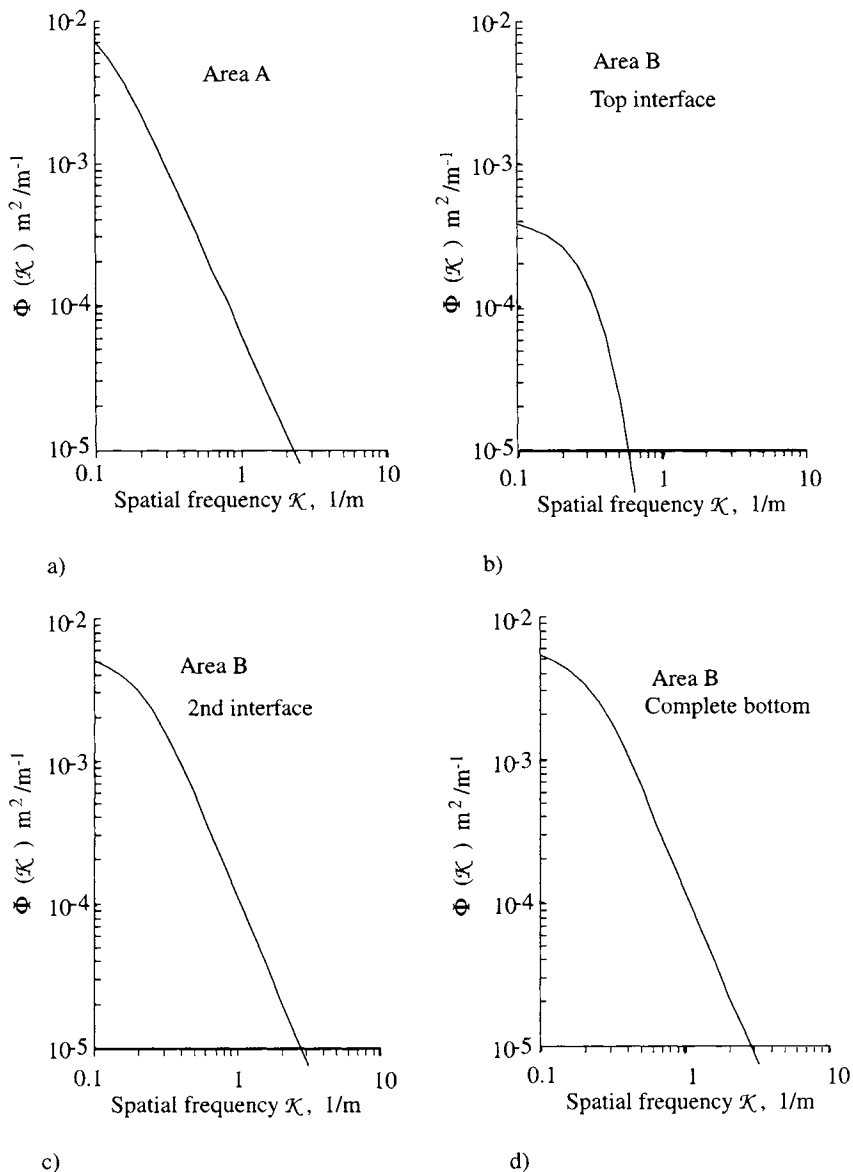 10-2
10-3
10-4
10-5
Φ (𝒦) m2/m-1
Area A
0.1
1
10
Spatial frequency 𝒦, 1/m
a)
10-2
10-3
10-4
10-5
Φ (𝒦) m2/m-1
Area B
Top interface
0.1
1
10
Spatial frequency 𝒦, 1/m
b)
10-2
10-3
10-4
10-5
Φ (𝒦) m2/m-1
Area B
2nd interface
0.1
1
10
Spatial frequency 𝒦, 1/m
c)
10-2
10-3
10-4
10-5
Φ (𝒦) m2/m-1
Area B
Complete bottom
0.1
1
10
Spatial frequency 𝒦, 1/m
d)